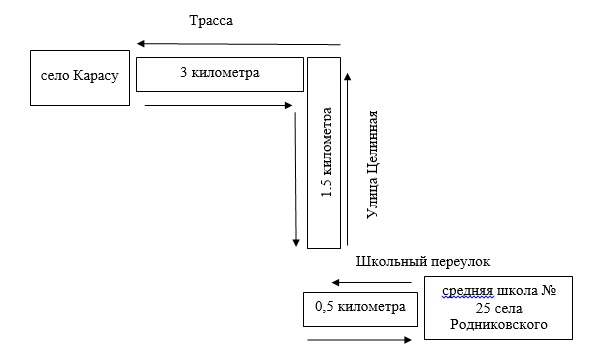 Трасса
село Карасу
3 километра
1.5 километра
Улица Целинная
Школьный переулок
0,5 километра
средняя школа №
25 села
Родниковского